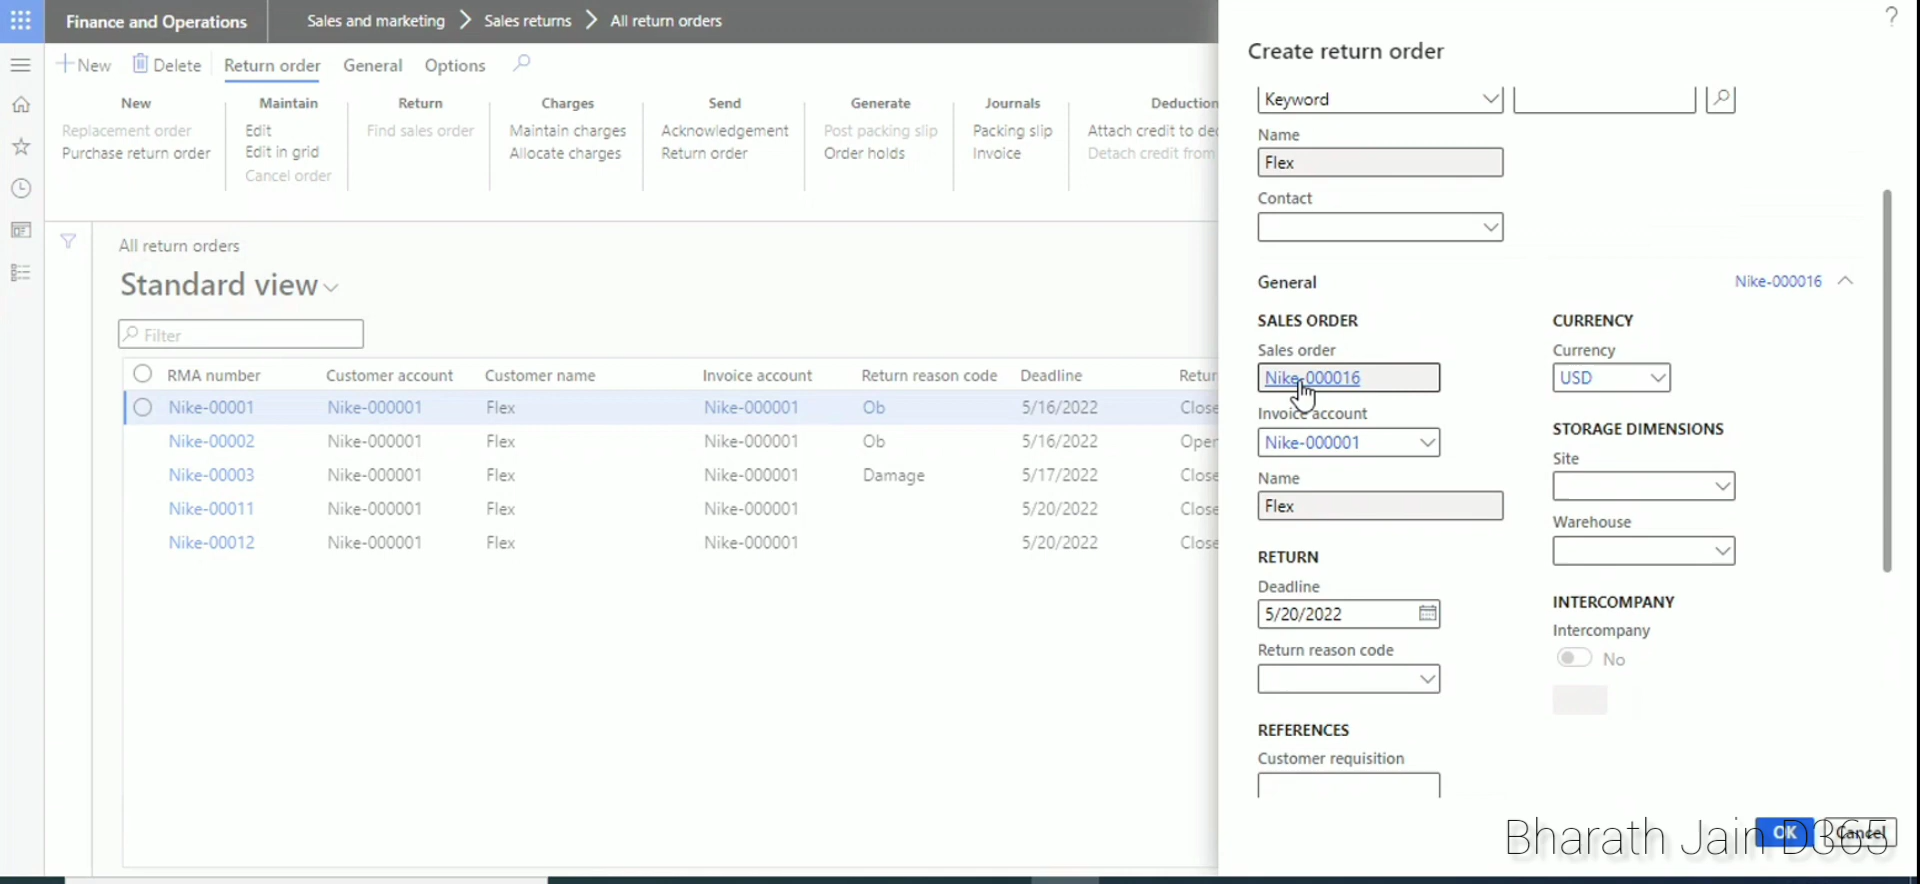 Finance and Operations
Sales and marketing > Sales returns > All return orders
?
New Delete Return order General Options
New Maintain Return Charges Send Generate Journals Deduction
Replacement order Edit Find sales order Maintain charges Acknowledgement Post packing slip Packing slip Attach credit to dec
Purchase return order Edit in grid Allocate charges Return order Order holds Invoice Detach credit from
Cancel order
All return orders
Standard view
Filter
RMA number Customer account Customer name Invoice account Return reason code Deadline Retur
Nike-00001 Nike-000001 Flex Nike-000001 Ob 5/16/2022 Close
Nike-00002 Nike-000001 Flex Nike-000001 Ob 5/16/2022 Oper
Nike-00003 Nike-000001 Flex Nike-000001 Damage 5/17/2022 Close
Nike-00011 Nike-000001 Flex Nike-000001 5/20/2022 Close
Nike-00012 Nike-000001 Flex Nike-000001 5/20/2022 Close
Create return order
Keyword
Name
Flex
Contact
General Nike-000016
SALES ORDER
Sales order
Nike-000016
Invoice account
Nike-000001
Name
Flex
RETURN
Deadline
5/20/2022
Return reason code
REFERENCES
Customer requisition
CURRENCY
Currency
USD
STORAGE DIMENSIONS
Site
Warehouse
INTERCOMPANY
Intercompany
No
OK Cancel
Bharath Jain D365